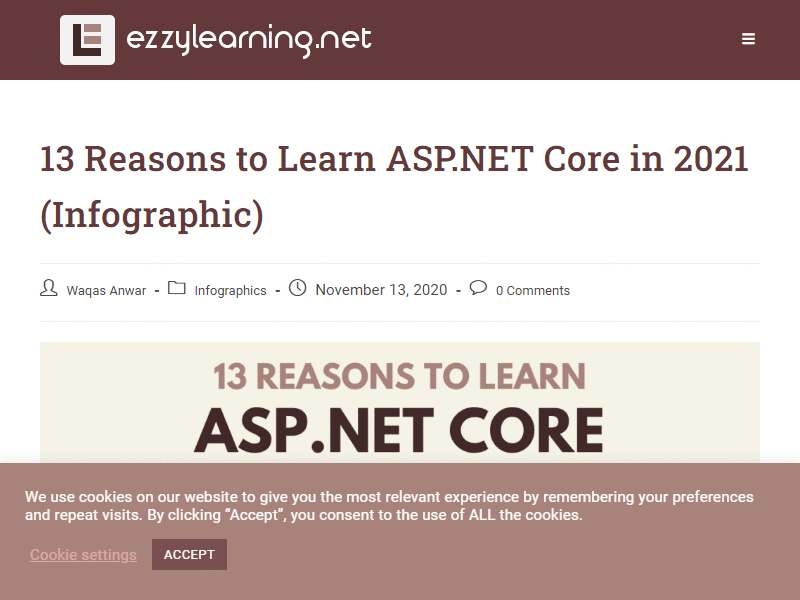 ezzylearning.net
13 Reasons to Learn ASP.NET Core in 2021
(Infographic)
Waqas Anwar - Infographics - November 13, 2020 - 0 Comments
13 REASONS TO LEARN
ASP.NET CORE
We use cookies on our website to give you the most relevant experience by remembering your preferences
and repeat visits. By clicking “Accept”, you consent to the use of ALL the cookies.
Cookie settings ACCEPT